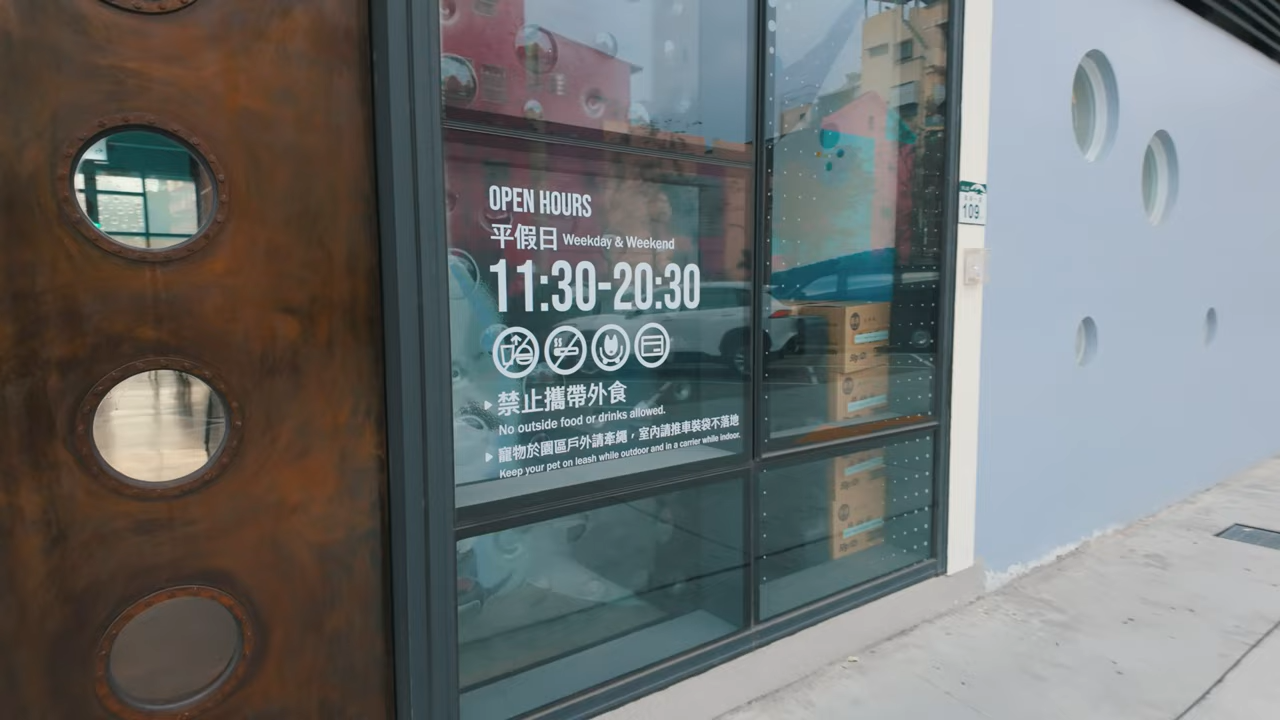 OPEN HOURS
平假日 Weekday & Weekend
11:30-20:30
禁止攜帶外食
No outside food or drinks allowed.
寵物於園區戶外請牽繩，室內請推車裝袋不落地
Keep your pet on leash while outdoor and in a carrier while indoor.
109